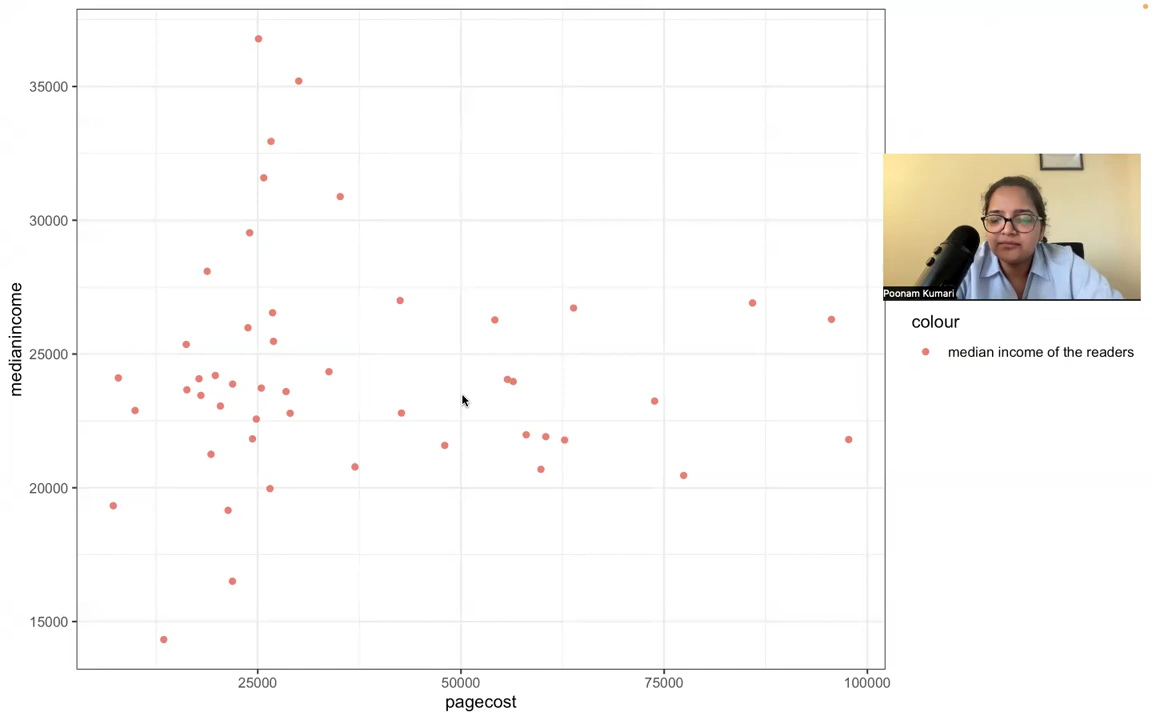 35000
30000
25000
20000
15000
medianincome
25000
50000
75000
100000
pagecost
Poonam Kumari
colour
median income of the readers